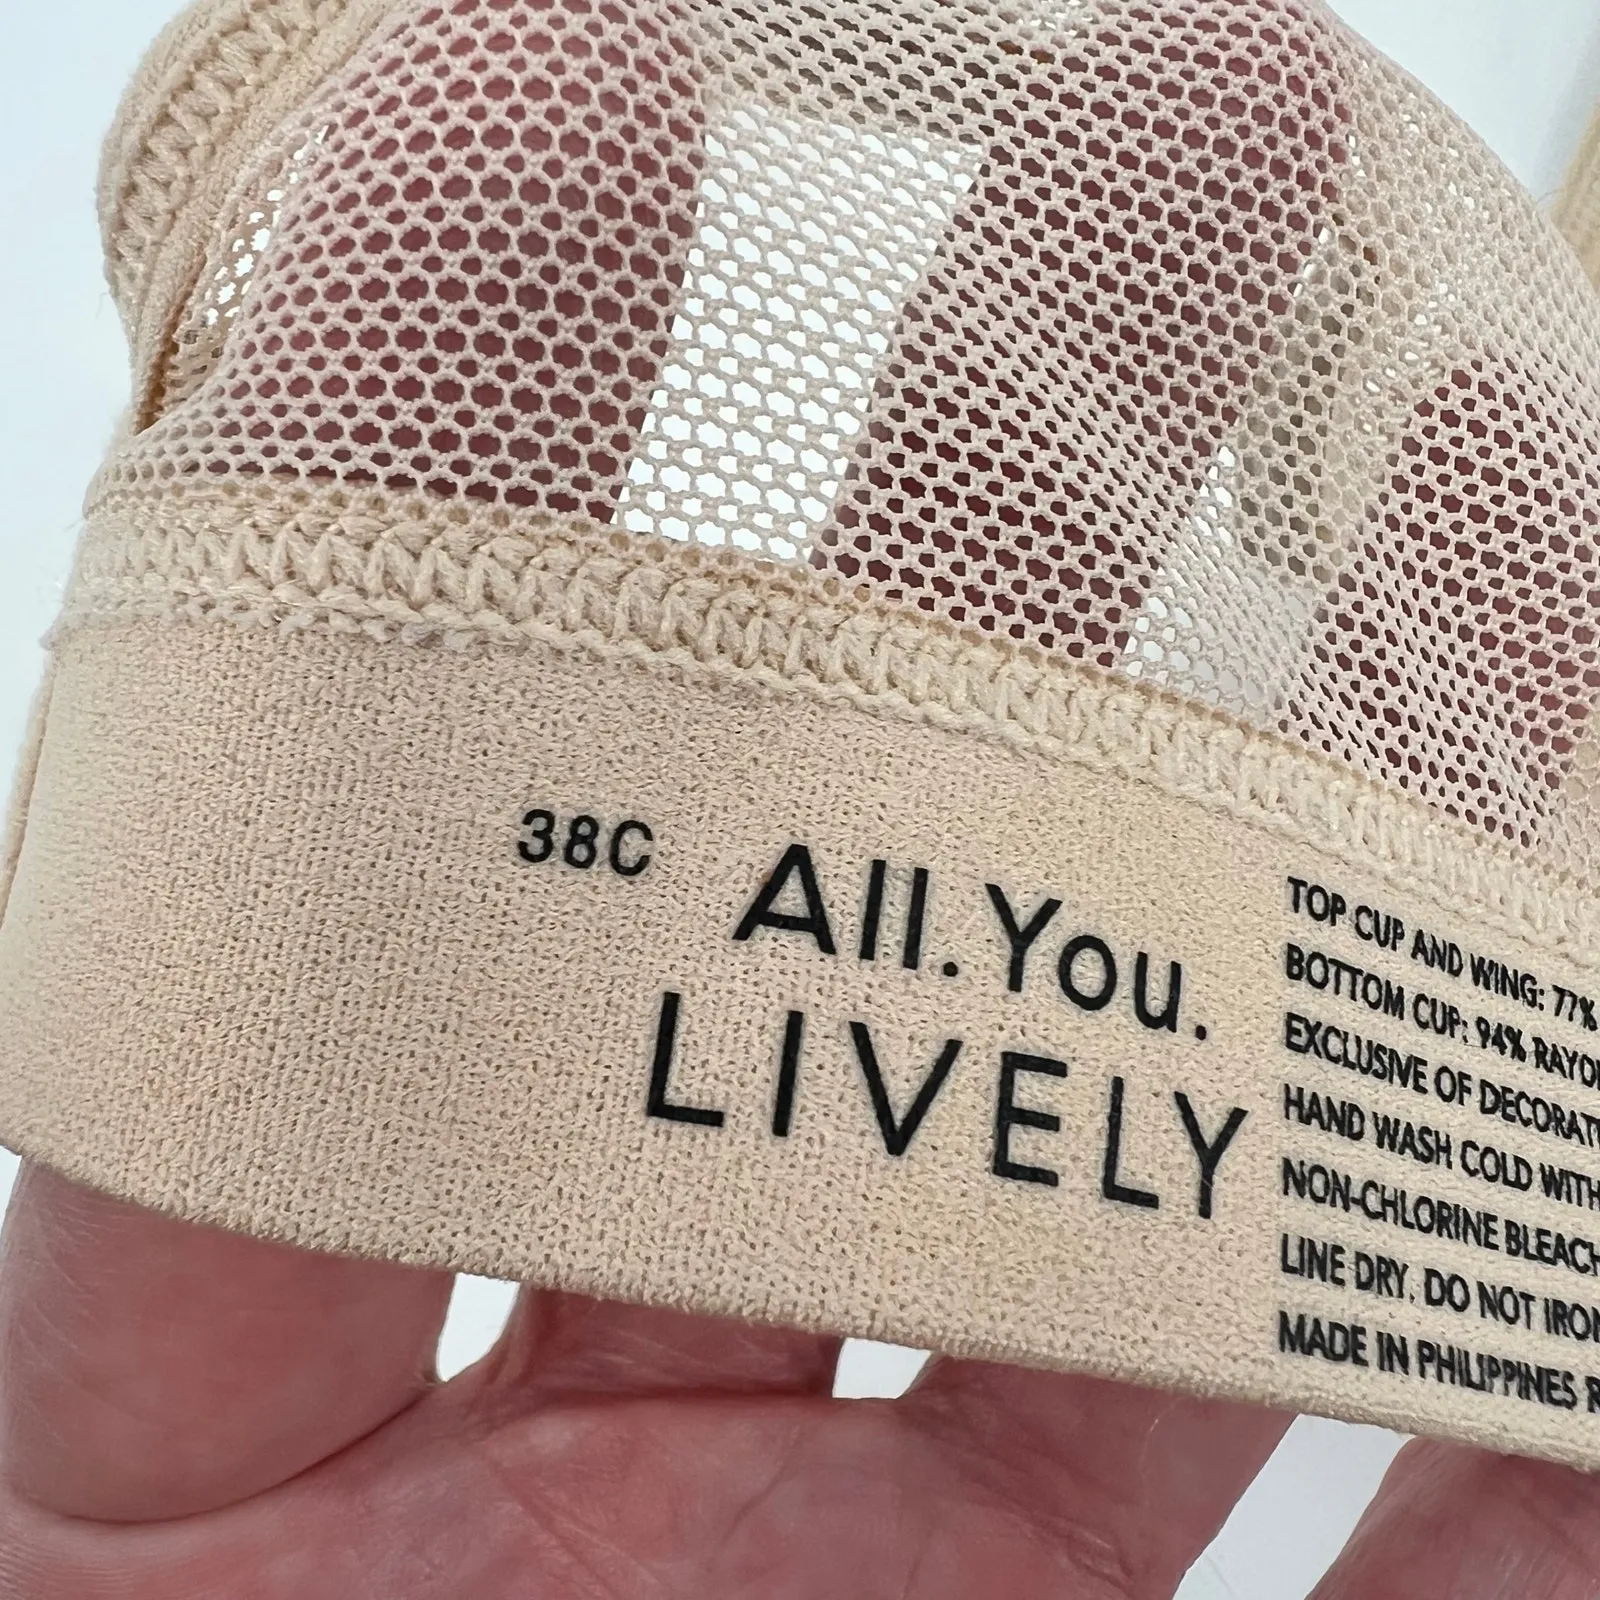 38C
All.You.
LIVELY
TOP CUP AND WING: 77%
BOTTOM CUP: 94% RAYO
EXCLUSIVE OF DECORAT
HAND WASH COLD WITH
NON-CHLORINE BLEACH
LINE DRY. DO NOT IRON
MADE IN PHILIPPINES R